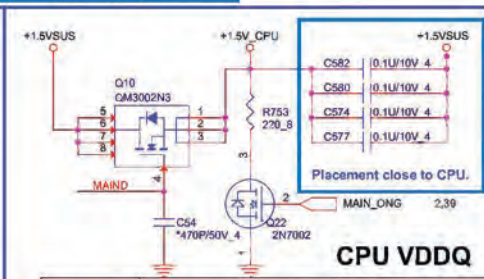 +1.5VSUS
+1.5V_CPU
+1.5VSUS
Q10
QM3002N3
5
6
7
8
1
2
3
4
MAIND
C54
*470P/50V_4
R753
220_8
3
2
1
Q22
2N7002
MAIN_ONG 2,39
C582 0.1U/10V_4
C580 0.1U/10V_4
C574 0.1U/10V_4
C577 0.1U/10V_4
Placement close to CPU.
CPU VDDQ